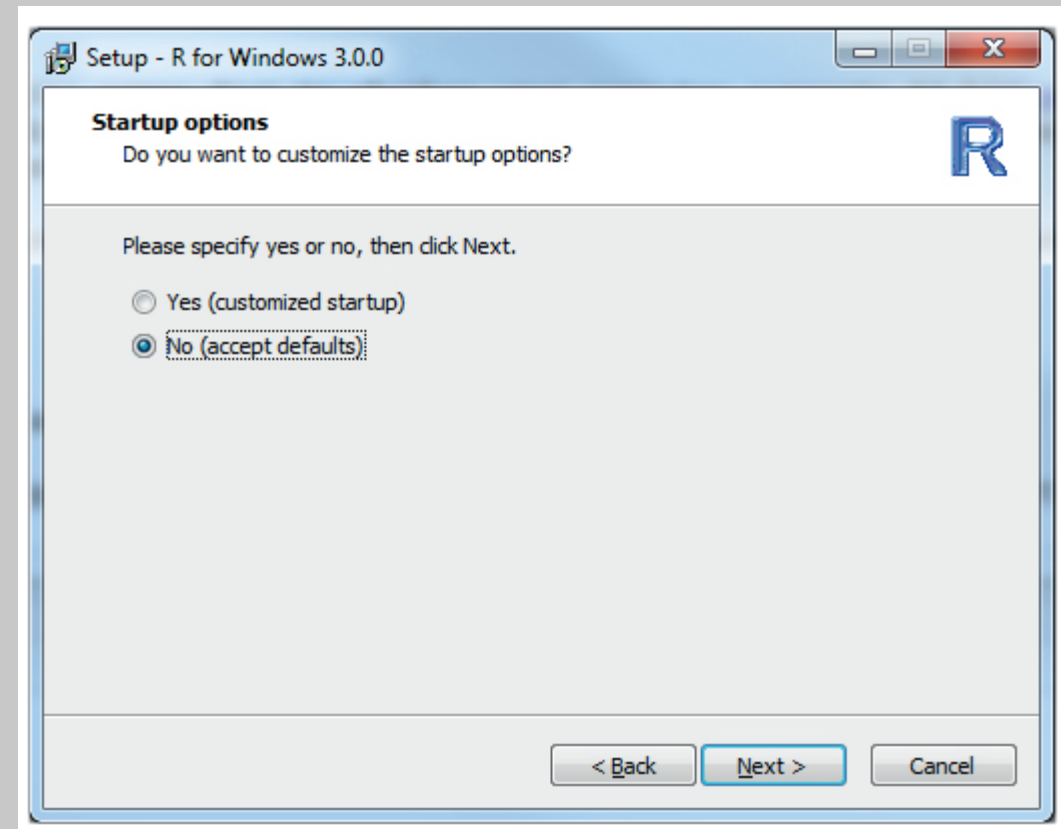 Setup - R for Windows 3.0.0
Startup options
Do you want to customize the startup options?
R
Please specify yes or no, then click Next.
Yes (customized startup)
No (accept defaults)
< Back Next > Cancel